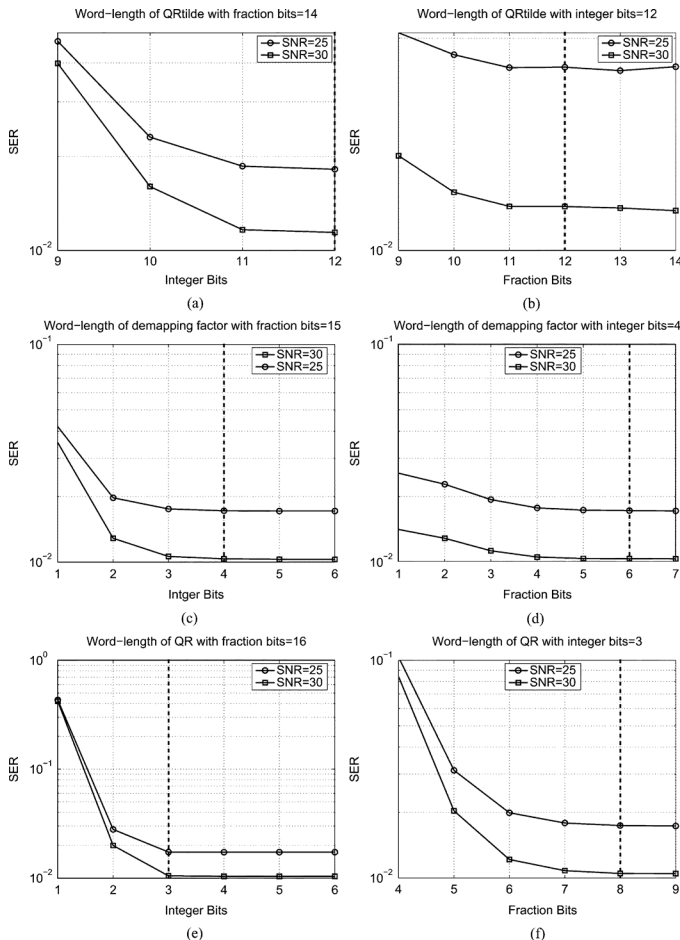 Word-length of QRtilde with fraction bits=14
SER
SNR=25
SNR=30
10^-2
9 10 11 12
Integer Bits
(a)
Word-length of QRtilde with integer bits=12
SER
SNR=25
SNR=30
10^-2
9 10 11 12 13 14
Fraction Bits
(b)
Word-length of demapping factor with fraction bits=15
10^-1
SER
SNR=30
SNR=25
10^-2
1 2 3 4 5 6
Intger Bits
(c)
Word-length of demapping factor with integer bits=4
10^-1
SER
SNR=25
SNR=30
10^-2
1 2 3 4 5 6 7
Fraction Bits
(d)
Word-length of QR with fraction bits=16
10^0
SER
SNR=25
SNR=30
10^-1
10^-2
1 2 3 4 5 6
Integer Bits
(e)
Word-length of QR with integer bits=3
10^-1
SER
SNR=25
SNR=30
10^-2
4 5 6 7 8 9
Fraction Bits
(f)